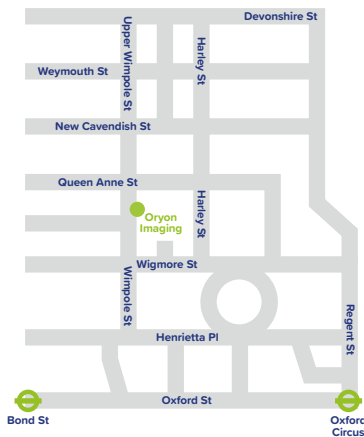 Devonshire St
Upper Wimpole St
Harley St
Weymouth St
New Cavendish St
Queen Anne St
Harley St
Oryon
Imaging
Wigmore St
Wimpole St
Regent St
Henrietta Pl
Oxford St
Bond St
Oxford
Circus